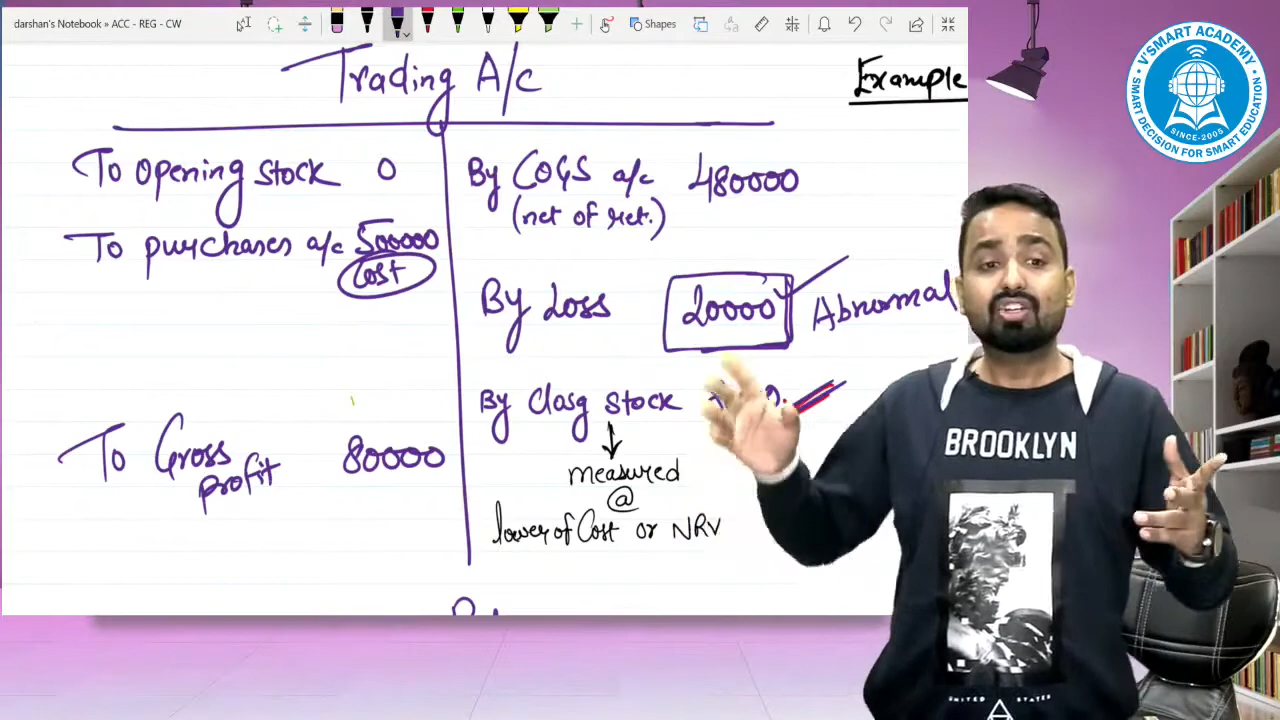 darshan's Notebook » ACC - REG - CW
Shapes
Trading A/c
Example
To opening stock 0
By COGS a/c 480000
(net of ret.)
To purchases a/c 500000
Cost
By Loss 20000 Abnormal
By Closg stock
To Gross profit 80000
measured
@
lower of Cost or NRV
V'SMART ACADEMY
SINCE-2005
SMART DECISION FOR SMART EDUCATION
BROOKLYN
UNITED STATES